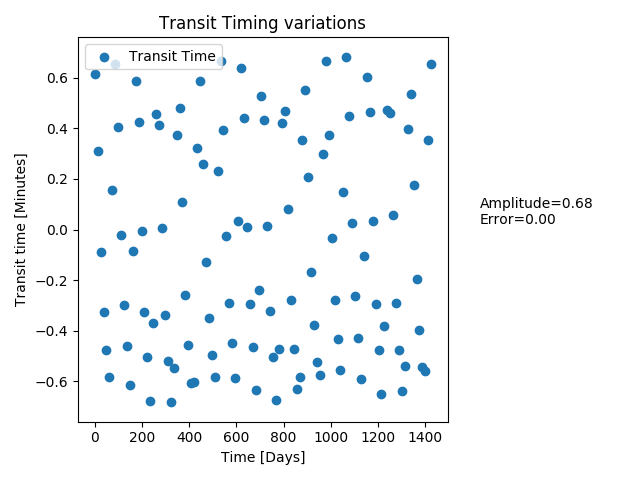 Transit Timing variations
Transit Time
Transit time [Minutes]
0.6
0.4
0.2
0.0
−0.2
−0.4
−0.6
0 200 400 600 800 1000 1200 1400
Time [Days]
Amplitude=0.68
Error=0.00